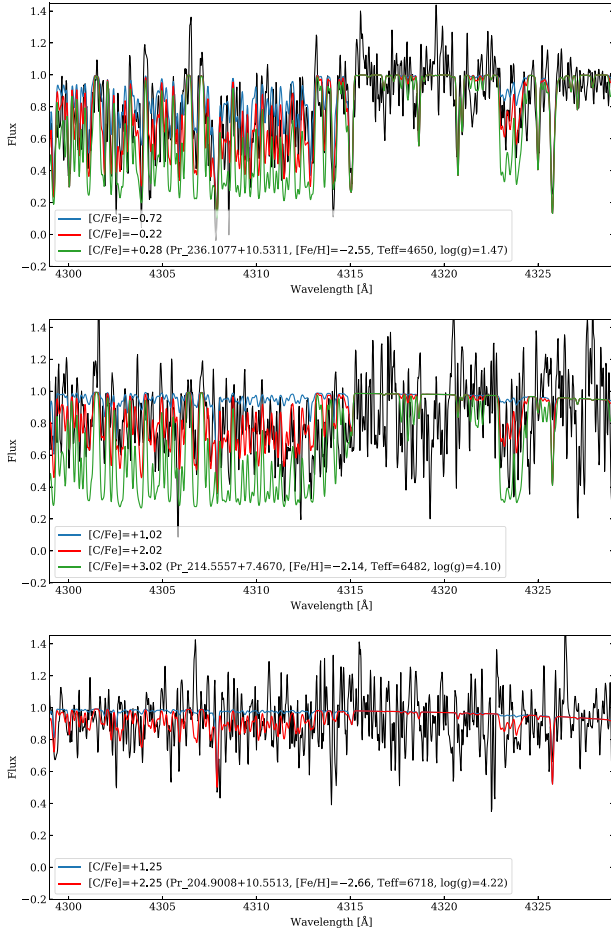 1.4
1.2
1.0
0.8
0.6
0.4
0.2
0.0
−0.2
Flux
[C/Fe]=−0.72
[C/Fe]=−0.22
[C/Fe]=+0.28 (Pr_236.1077+10.5311, [Fe/H]=−2.55, Teff=4650, log(g)=1.47)
4300 4305 4310 4315 4320 4325
Wavelength [Å]
1.4
1.2
1.0
0.8
0.6
0.4
0.2
0.0
−0.2
Flux
[C/Fe]=+1.02
[C/Fe]=+2.02
[C/Fe]=+3.02 (Pr_214.5557+7.4670, [Fe/H]=−2.14, Teff=6482, log(g)=4.10)
4300 4305 4310 4315 4320 4325
Wavelength [Å]
1.4
1.2
1.0
0.8
0.6
0.4
0.2
0.0
−0.2
Flux
[C/Fe]=+1.25
[C/Fe]=+2.25 (Pr_204.9008+10.5513, [Fe/H]=−2.66, Teff=6718, log(g)=4.22)
4300 4305 4310 4315 4320 4325
Wavelength [Å]